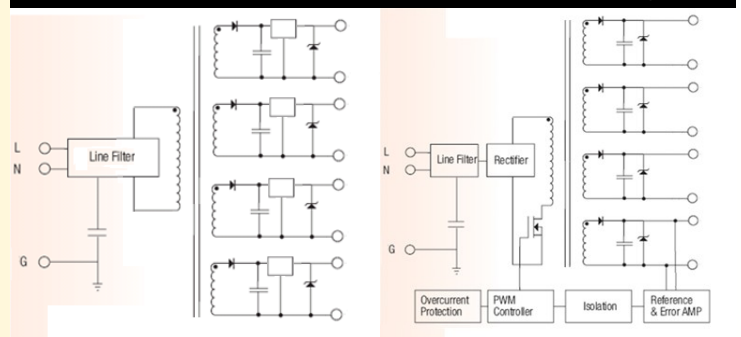 L
N
Line Filter
G
L
N
Line Filter
Rectifier
G
Overcurrent
Protection
PWM
Controller
Isolation
Reference
& Error AMP